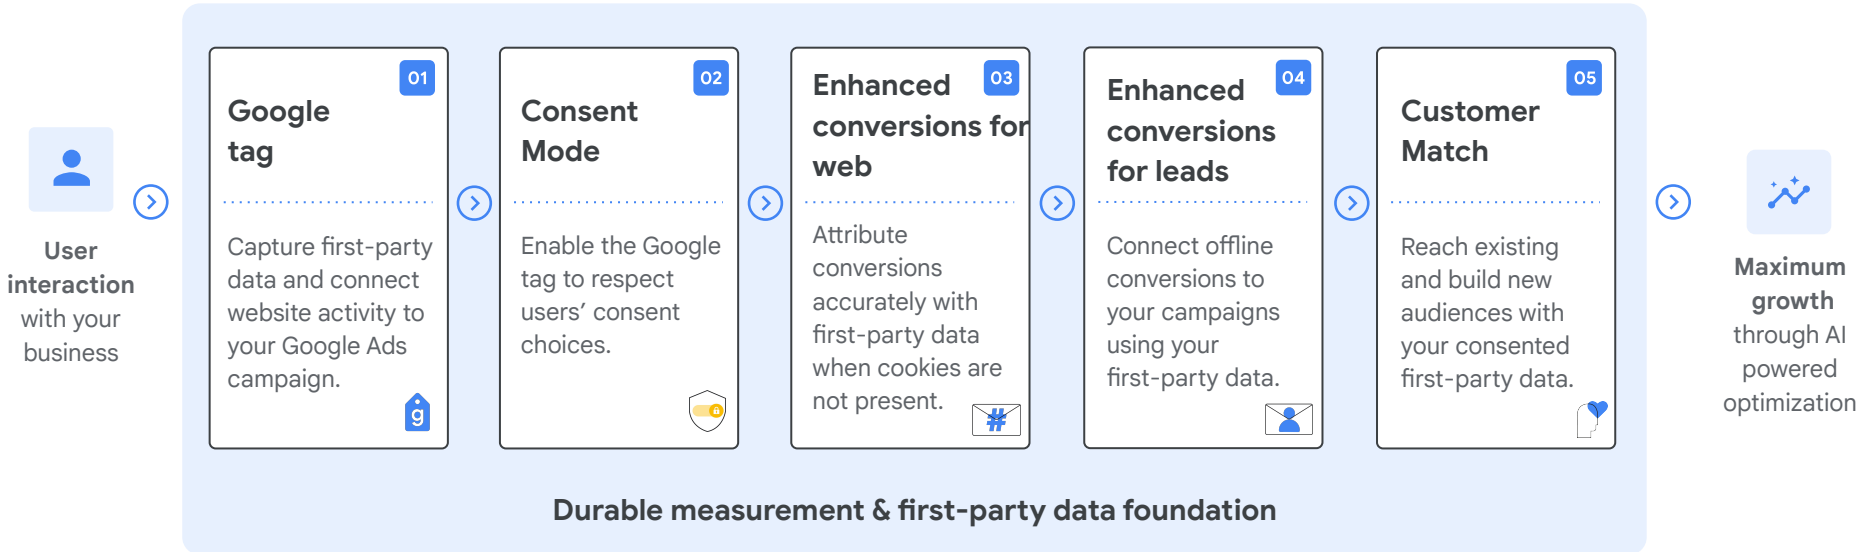 User
interaction
with your
business
01
Google
tag
Capture first-party
data and connect
website activity to
your Google Ads
campaign.
g
02
Consent
Mode
Enable the Google
tag to respect
users’ consent
choices.
03
Enhanced
conversions for
web
Attribute
conversions
accurately with
first-party data
when cookies are
not present.
#
04
Enhanced
conversions
for leads
Connect offline
conversions to
your campaigns
using your
first-party data.
05
Customer
Match
Reach existing
and build new
audiences with
your consented
first-party data.
Maximum
growth
through AI
powered
optimization
Durable measurement & first-party data foundation